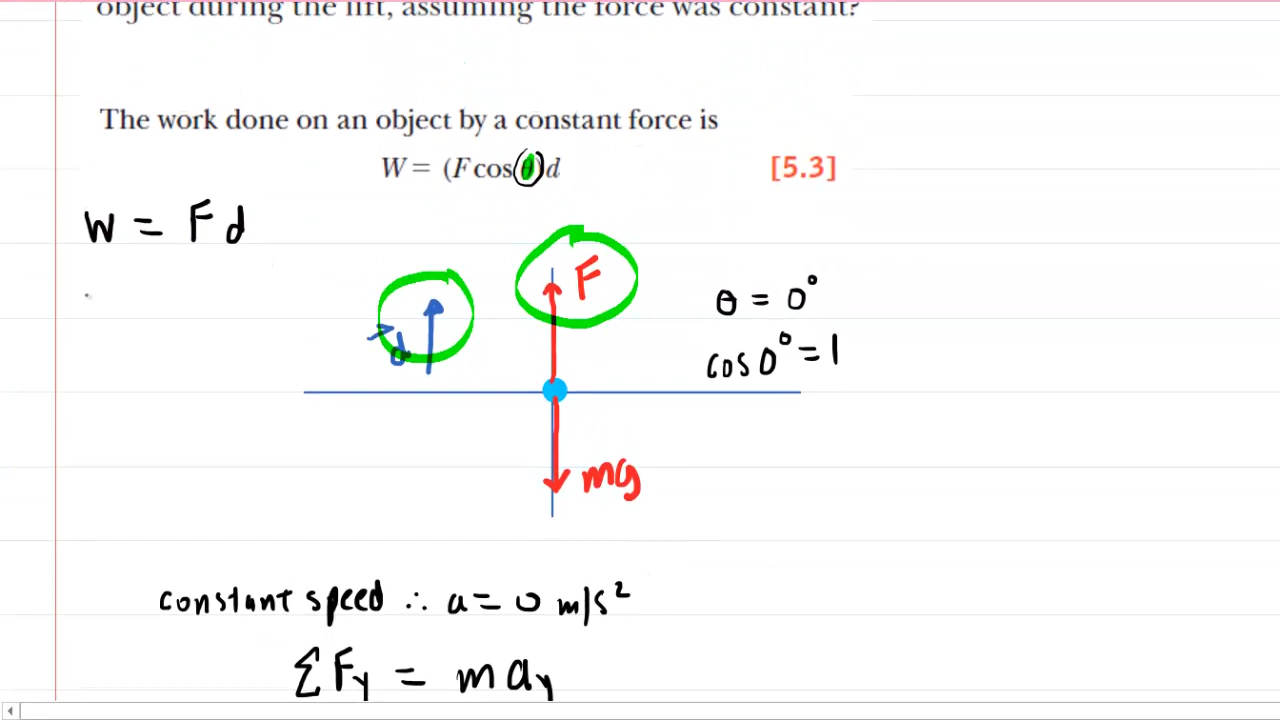 object during the lift, assuming the force was constant?
The work done on an object by a constant force is
W = (F cos θ)d [5.3]
W = Fd
F
d
θ = 0°
cos 0° = 1
mg
constant speed ∴ a = 0 m/s²
ΣFy = may